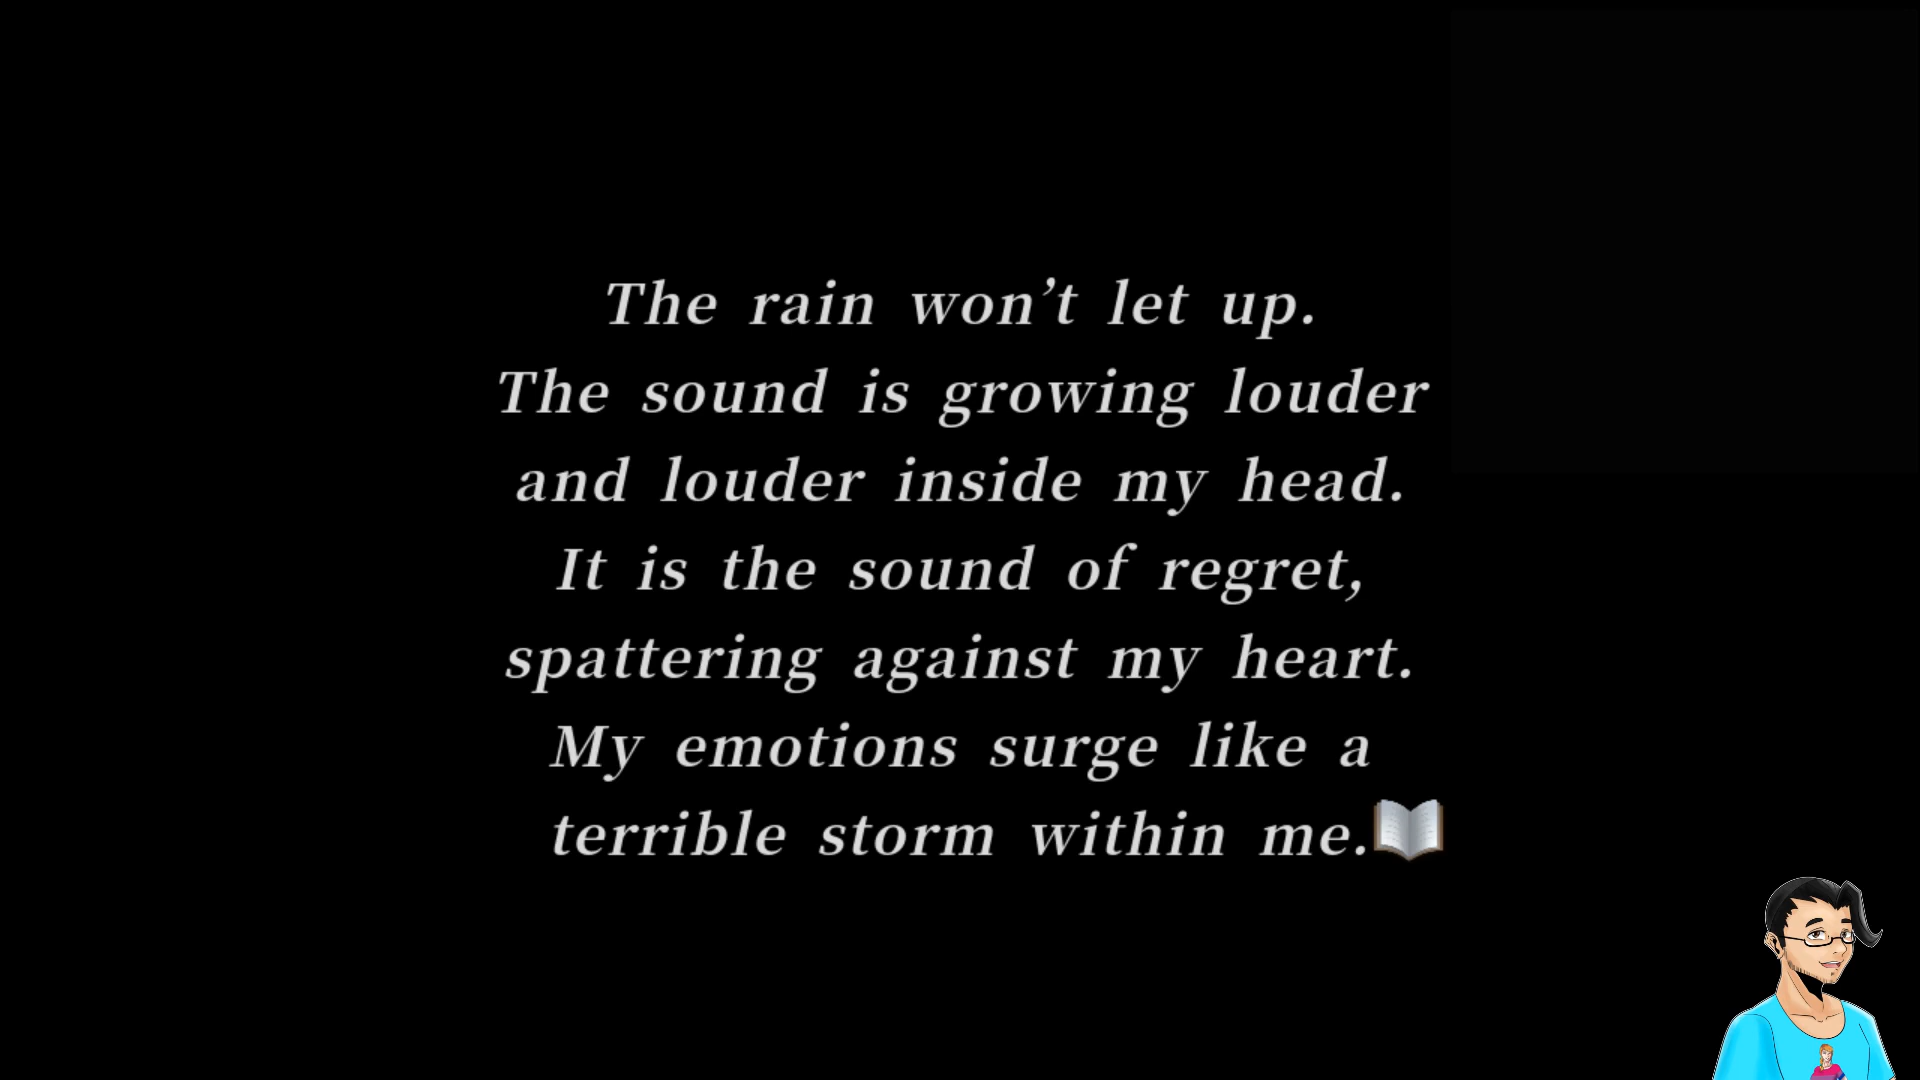 The rain won’t let up.
The sound is growing louder
and louder inside my head.
It is the sound of regret,
spattering against my heart.
My emotions surge like a
terrible storm within me.